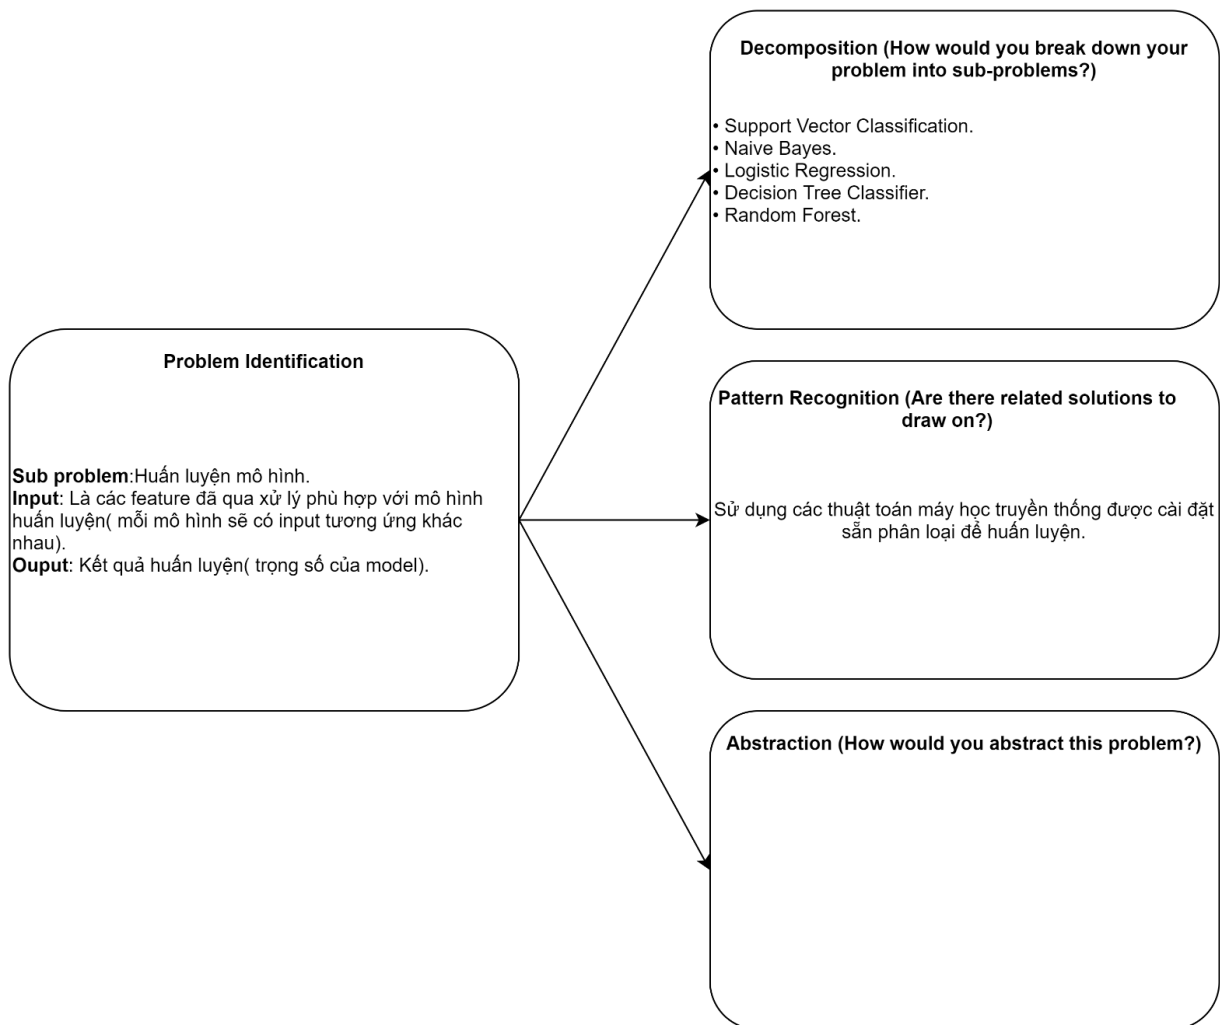 Problem Identification
Sub problem:Huấn luyện mô hình.
Input: Là các feature đã qua xử lý phù hợp với mô hình
huấn luyện( mỗi mô hình sẽ có input tương ứng khác
nhau).
Ouput: Kết quả huấn luyện( trọng số của model).
Decomposition (How would you break down your
problem into sub-problems?)
• Support Vector Classification.
• Naive Bayes.
• Logistic Regression.
• Decision Tree Classifier.
• Random Forest.
Pattern Recognition (Are there related solutions to
draw on?)
Sử dụng các thuật toán máy học truyền thống được cài đặt
sẵn phân loại để huấn luyện.
Abstraction (How would you abstract this problem?)